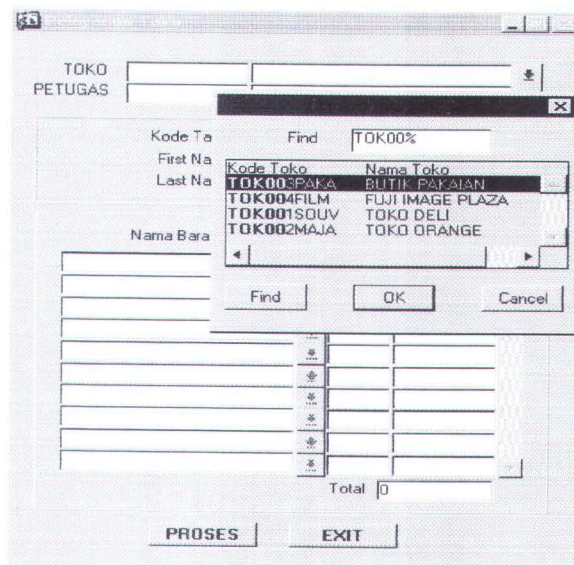 TOKO
PETUGAS
Kode Ta
Find TOK00%
First Na
Last Na
Kode Toko Nama Toko
TOK003PAKA BUTIK PAKAIAN
TOK004FILM FUJI IMAGE PLAZA
TOK001SOUV TOKO DELI
TOK002MAJA TOKO ORANGE
Nama Bara
Find OK Cancel
Total 0
PROSES EXIT